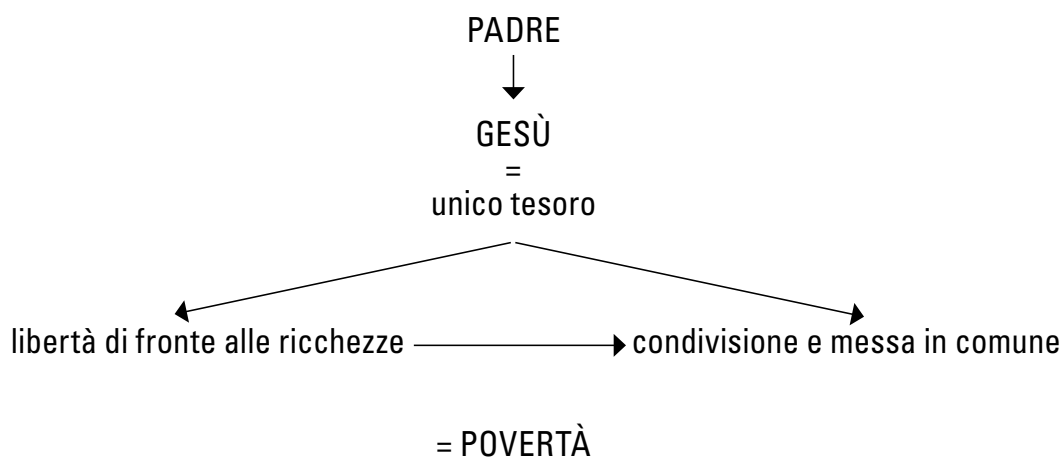 PADRE
GESÙ
=
unico tesoro
libertà di fronte alle ricchezze
condivisione e messa in comune
= POVERTÀ